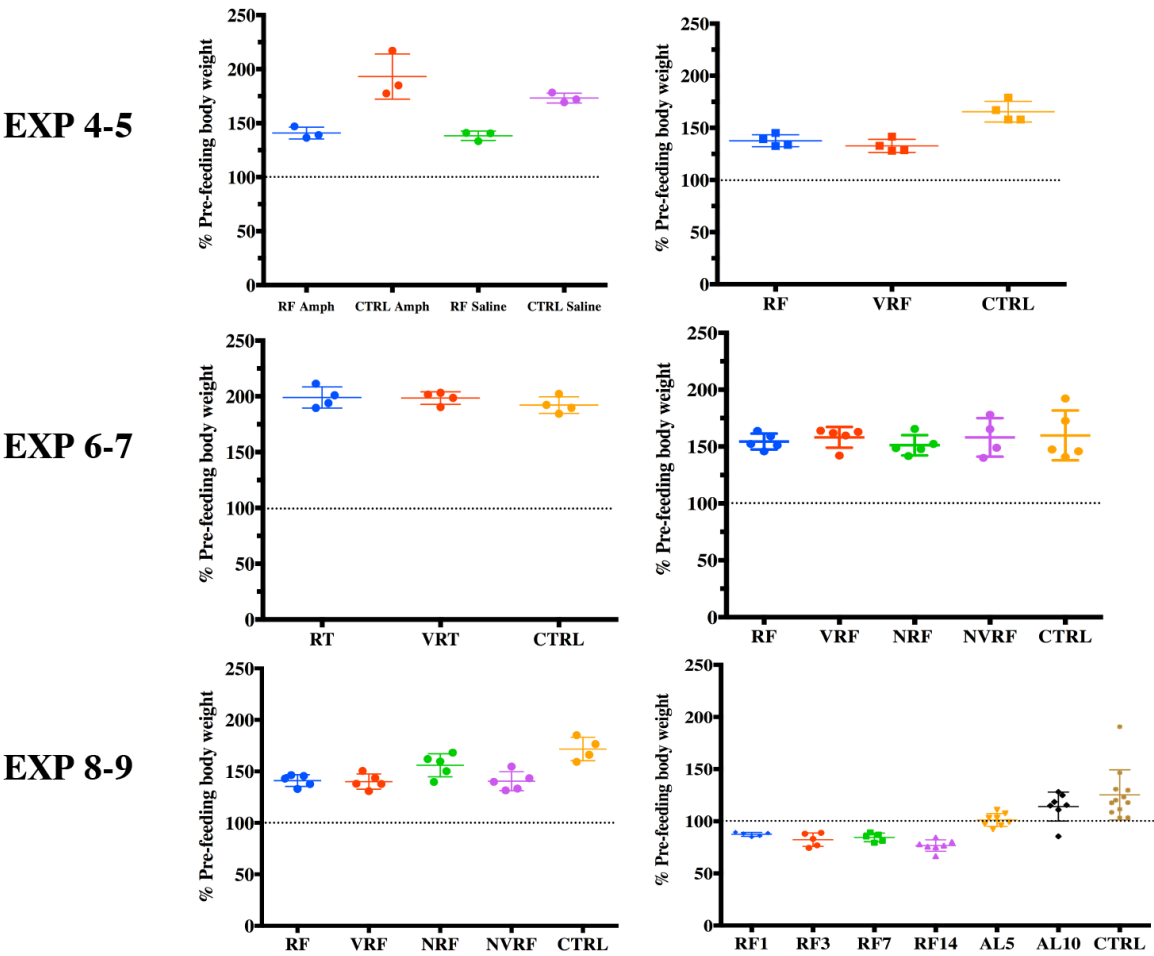 EXP 4-5
% Pre-feeding body weight
250
200
150
100
50
0
RF Amph CTRL Amph RF Saline CTRL Saline
% Pre-feeding body weight
250
200
150
100
50
0
RF VRF CTRL
EXP 6-7
% Pre-feeding body weight
250
200
150
100
50
0
RT VRT CTRL
% Pre-feeding body weight
250
200
150
100
50
0
RF VRF NRF NVRF CTRL
EXP 8-9
% Pre-feeding body weight
250
200
150
100
50
0
RF VRF NRF NVRF CTRL
% Pre-feeding body weight
250
200
150
100
50
0
RF1 RF3 RF7 RF14 AL5 AL10 CTRL